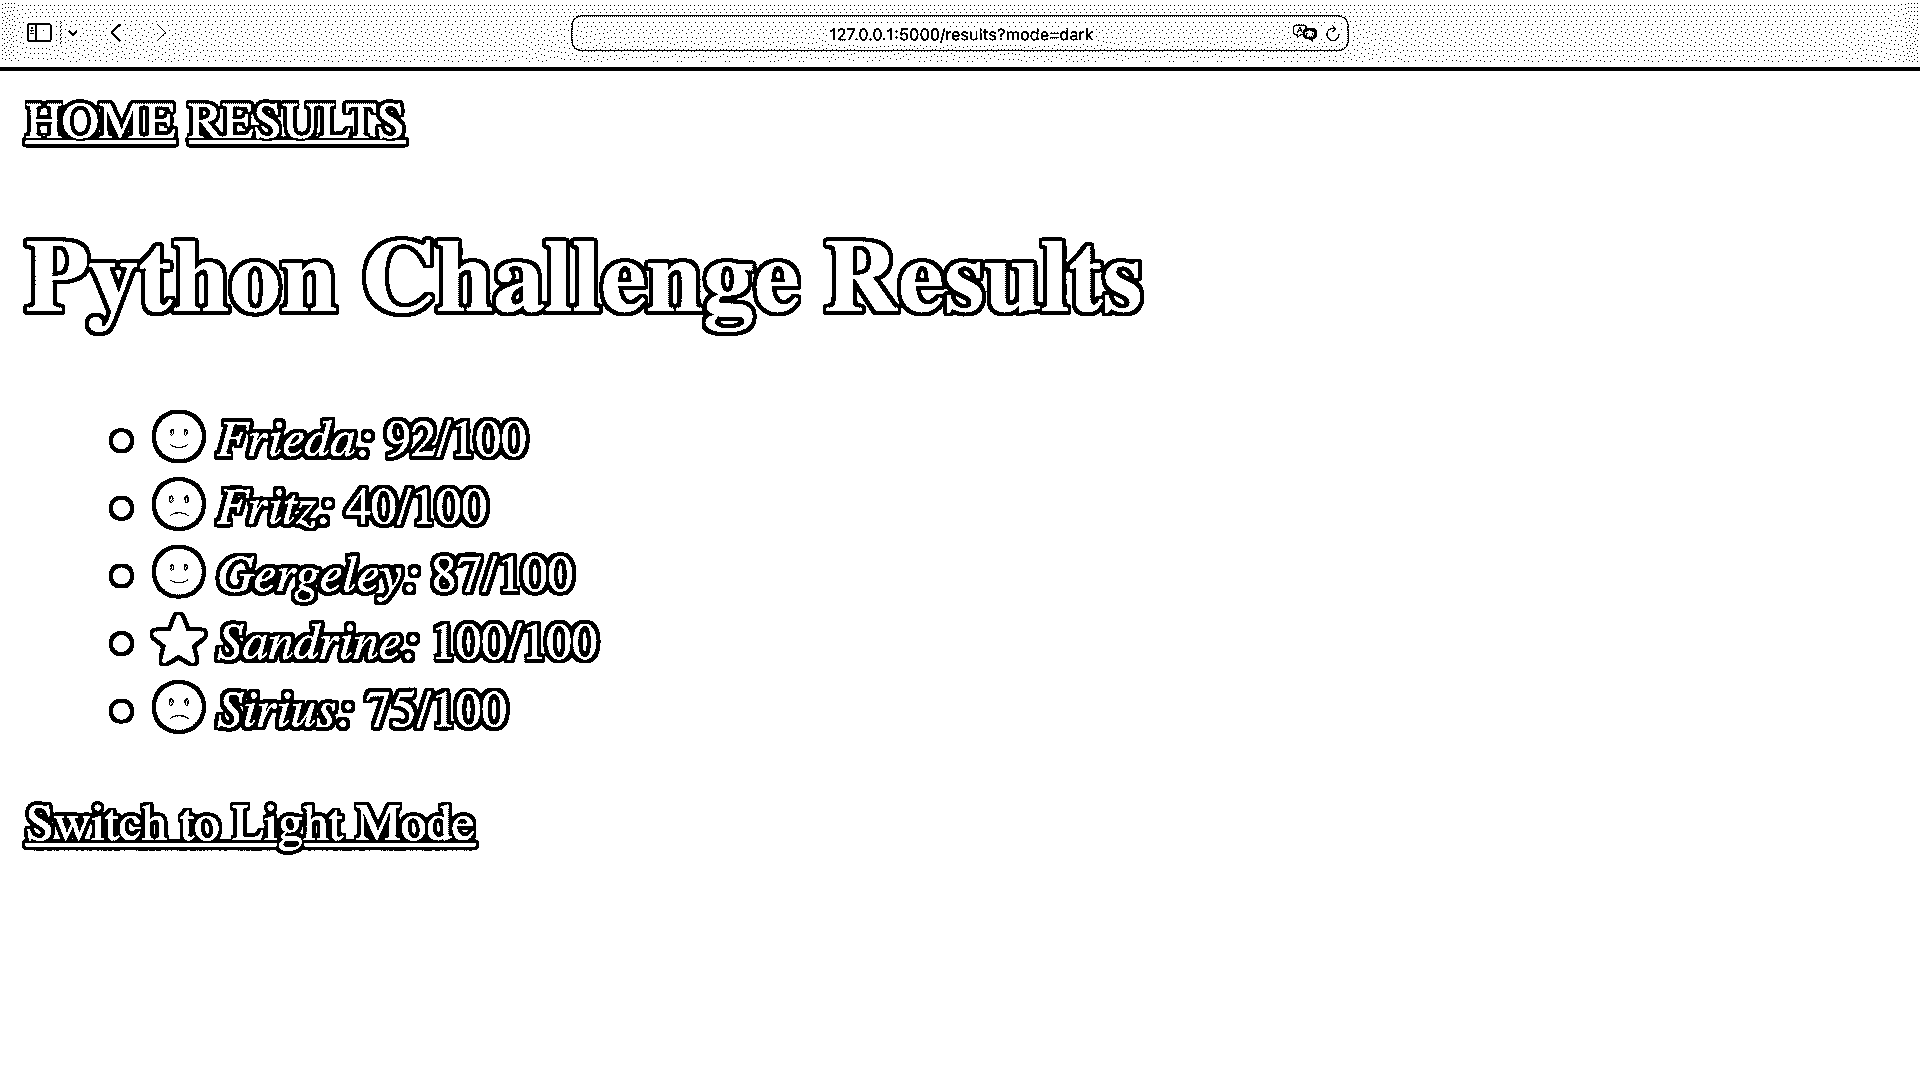 127.0.0.1:5000/results?mode=dark
HOME RESULTS
Python Challenge Results
Frieda: 92/100
Fritz: 40/100
Gergeley: 87/100
Sandrine: 100/100
Sirius: 75/100
Switch to Light Mode